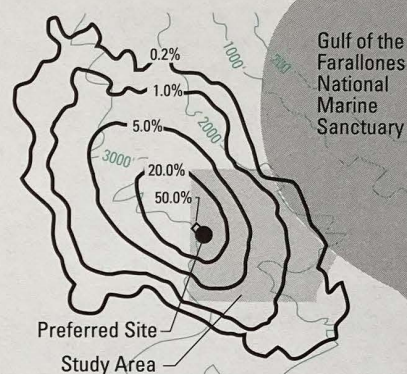 Gulf of the
Farallones
National
Marine
Sanctuary
0.2%
1000'
200'
1.0%
5.0%
2000'
3000'
20.0%
50.0%
Preferred Site
Study Area